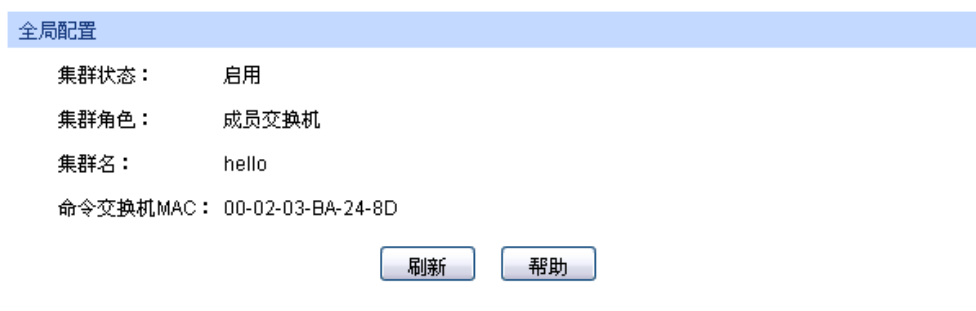 全局配置
集群状态： 启用
集群角色： 成员交换机
集群名： hello
命令交换机MAC： 00-02-03-BA-24-8D
刷新 帮助